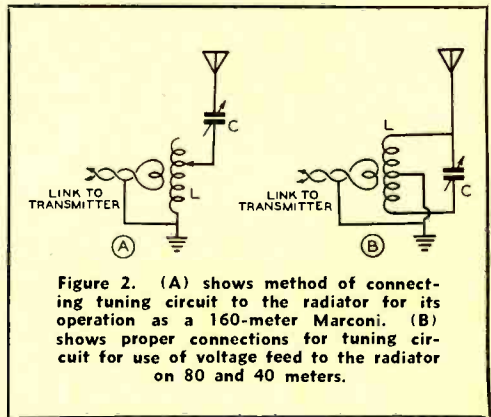 C
L
LINK TO
TRANSMITTER
A
L
C
LINK TO
TRANSMITTER
B
Figure 2. (A) shows method of connect-
ing tuning circuit to the radiator for its
operation as a 160-meter Marconi. (B)
shows proper connections for tuning cir-
cuit for use of voltage feed to the radiator
on 80 and 40 meters.